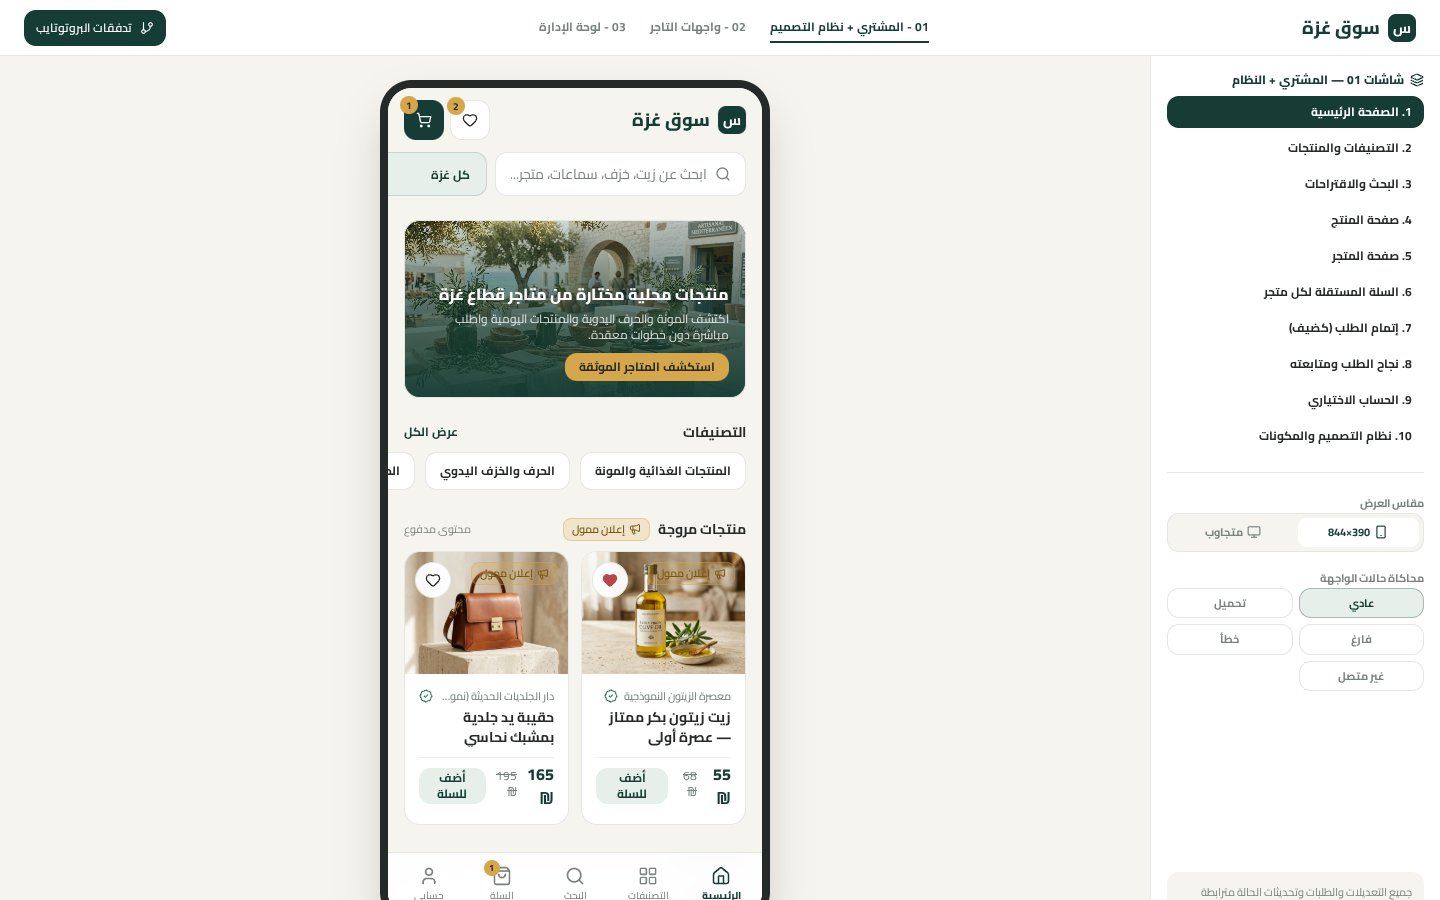 س سوق غزة
01 - المشتري + نظام التصميم
02 - واجهات التاجر
03 - لوحة الإدارة
تدفقات البروتوتايب
شاشات 01 — المشتري + النظام
1. الصفحة الرئيسية
2. التصنيفات والمنتجات
3. البحث والاقتراحات
4. صفحة المنتج
5. صفحة المتجر
6. السلة المستقلة لكل متجر
7. إتمام الطلب (كضيف)
8. نجاح الطلب ومتابعته
9. الحساب الاختياري
10. نظام التصميم والمكونات
مقاس العرض
390×844
متجاوب
محاكاة حالات الواجهة
عادي
تحميل
فارغ
خطأ
غير متصل
جميع التعديلات والطلبات وتحديثات الحالة مترابطة
س سوق غزة
2
1
ابحث عن زيت، خزف، سماعات، متجر...
كل غزة
ARTISANAT
MÉDITERRANÉEN
منتجات محلية مختارة من متاجر قطاع غزة
اكتشف المونة والحرف اليدوية والمنتجات اليومية واطلب
مباشرة دون خطوات معقدة.
استكشف المتاجر الموثقة
التصنيفات
عرض الكل
المنتجات الغذائية والمونة
الحرف والخزف اليدوي
منتجات مروجة
إعلان ممول
محتوى مدفوع
إعلان ممول
OLIVE OIL
معصرة الزيتون النموذجية
زيت زيتون بكر ممتاز
— عصرة أولى
55
₪
68
₪
أضف
للسلة
إعلان ممول
دار الجلديات الحديثة (نمو...
حقيبة يد جلدية
بمشبك نحاسي
165
₪
195
₪
أضف
للسلة
الرئيسية
التصنيفات
البحث
1
السلة
حسابي